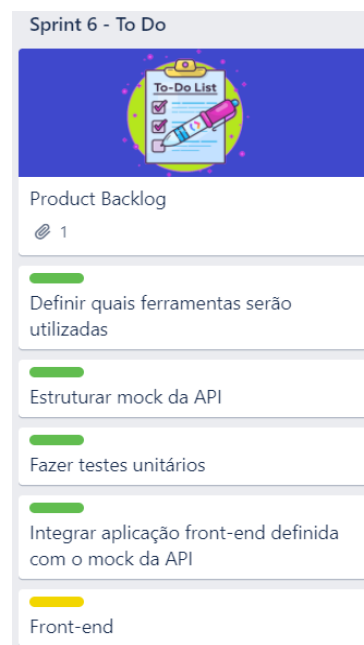 Sprint 6 - To Do
To-Do List
Product Backlog
1
Definir quais ferramentas serão
utilizadas
Estruturar mock da API
Fazer testes unitários
Integrar aplicação front-end definida
com o mock da API
Front-end